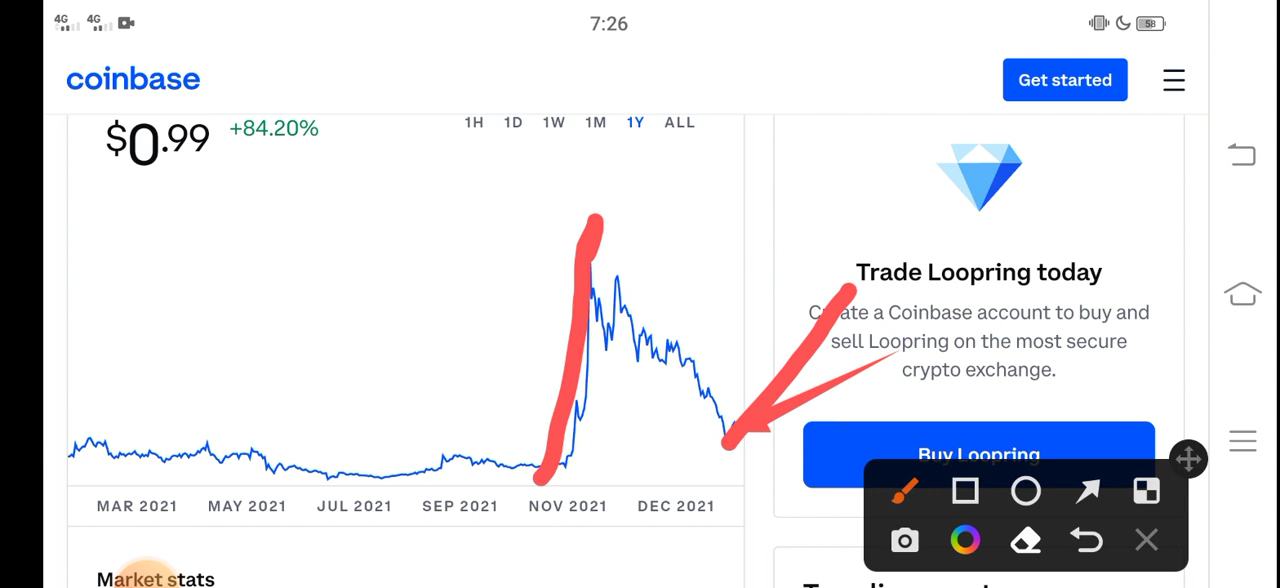 4G 4G 7:26 58
coinbase Get started
$0.99 +84.20% 1H 1D 1W 1M 1Y ALL
Trade Loopring today
Create a Coinbase account to buy and
sell Loopring on the most secure
crypto exchange.
Buy Loopring
MAR 2021 MAY 2021 JUL 2021 SEP 2021 NOV 2021 DEC 2021
Market stats